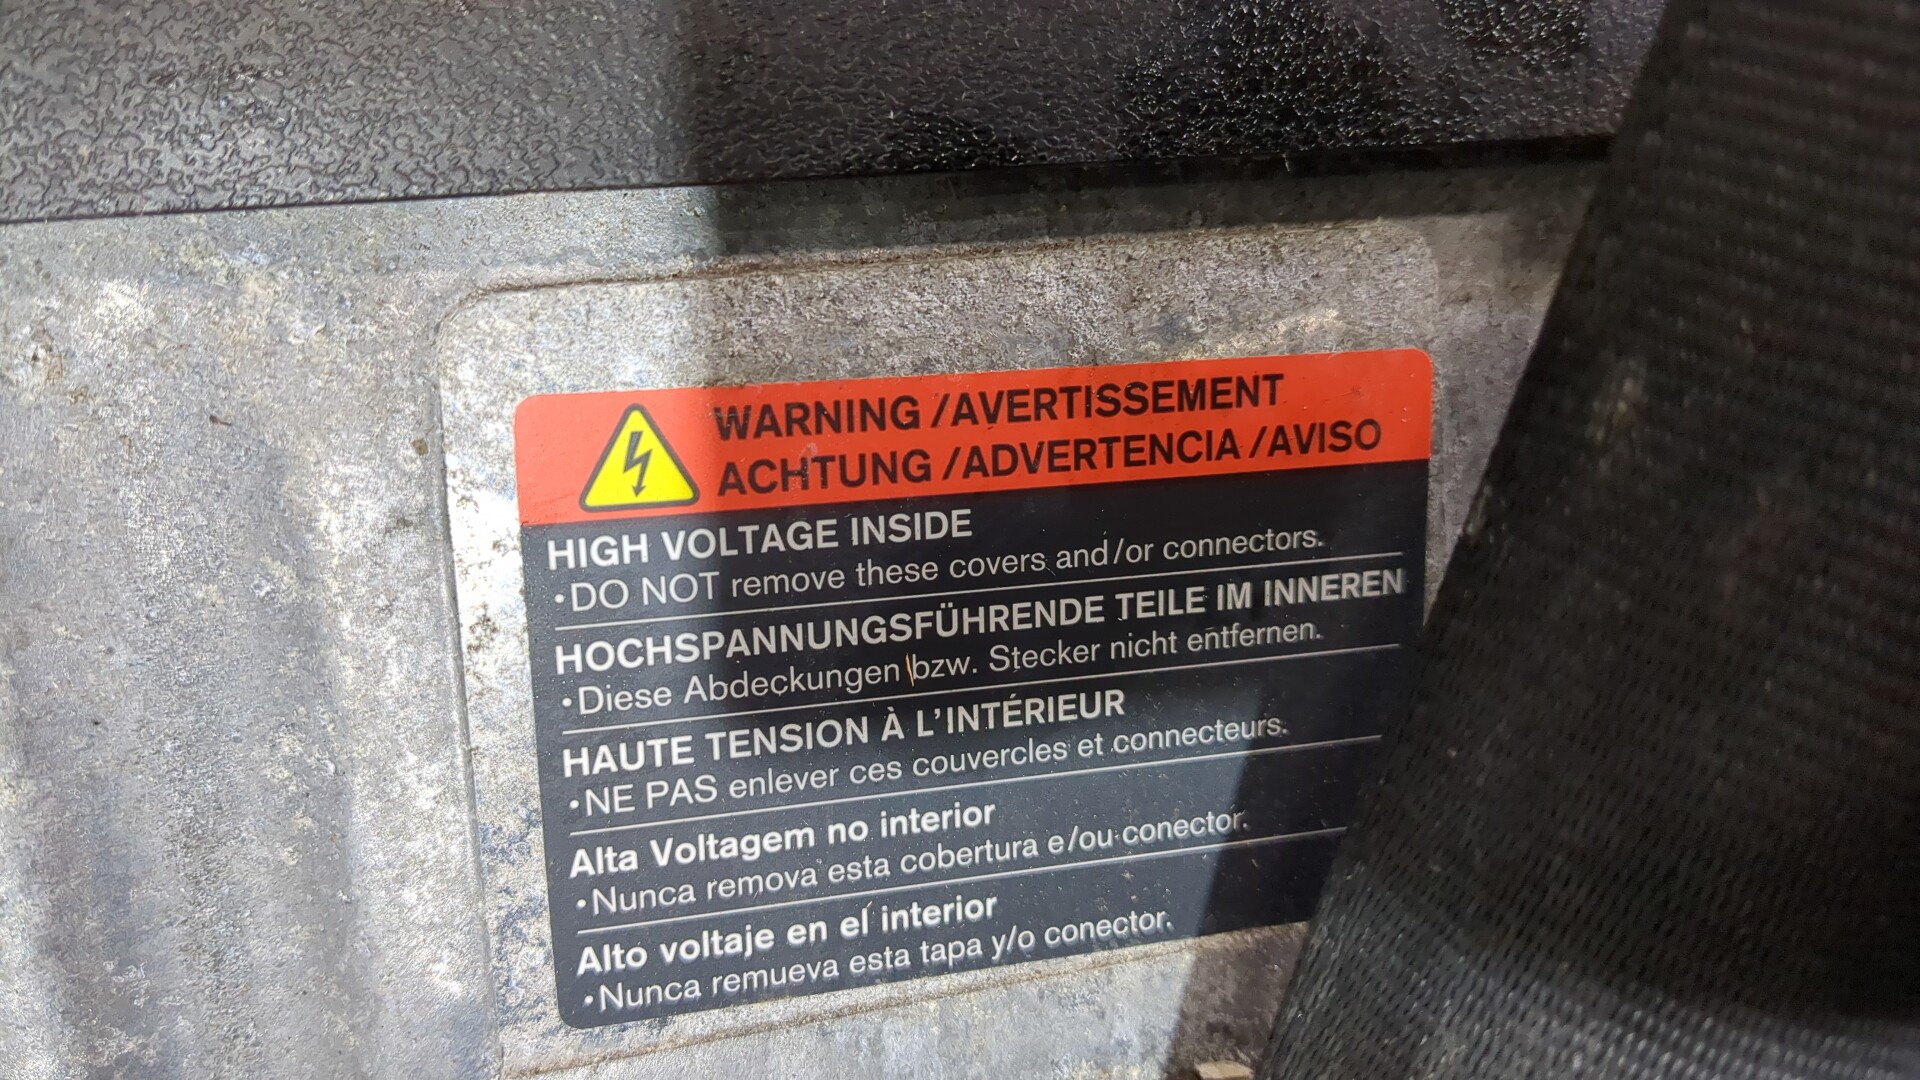 WARNING /AVERTISSEMENT
ACHTUNG /ADVERTENCIA /AVISO
HIGH VOLTAGE INSIDE
•DO NOT remove these covers and/or connectors.
HOCHSPANNUNGSFÜHRENDE TEILE IM INNEREN
•Diese Abdeckungen bzw. Stecker nicht entfernen.
HAUTE TENSION À L'INTÉRIEUR
•NE PAS enlever ces couvercles et connecteurs.
Alta Voltagem no interior
•Nunca remova esta cobertura e/ou conector.
Alto voltaje en el interior
•Nunca remueva esta tapa y/o conector.